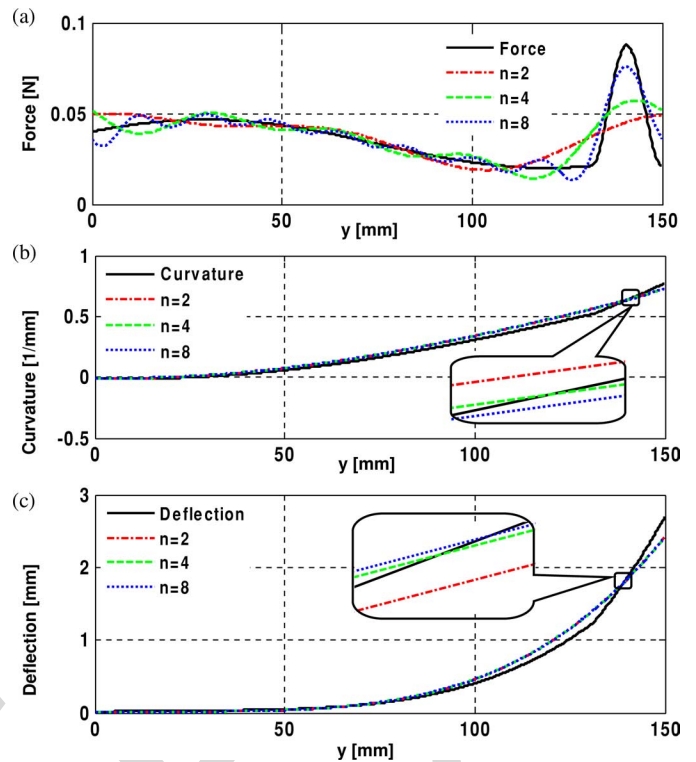 (a)
0.1
0.05
0
Force [N]
Force
n=2
n=4
n=8
0
50
100
150
y [mm]
(b)
1
0.5
0
-0.5
Curvature [1/mm]
Curvature
n=2
n=4
n=8
0
50
100
150
y [mm]
(c)
3
2
1
0
Deflection [mm]
Deflection
n=2
n=4
n=8
0
50
100
150
y [mm]